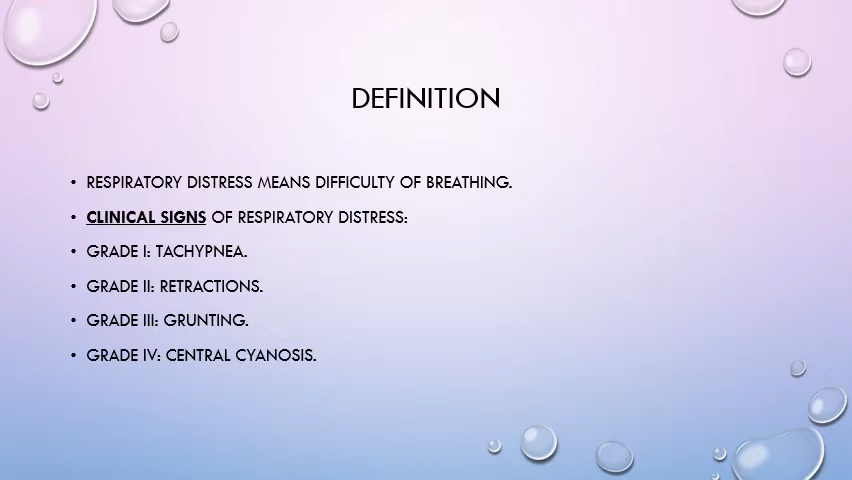 DEFINITION
• RESPIRATORY DISTRESS MEANS DIFFICULTY OF BREATHING.
• CLINICAL SIGNS OF RESPIRATORY DISTRESS:
• GRADE I: TACHYPNEA.
• GRADE II: RETRACTIONS.
• GRADE III: GRUNTING.
• GRADE IV: CENTRAL CYANOSIS.